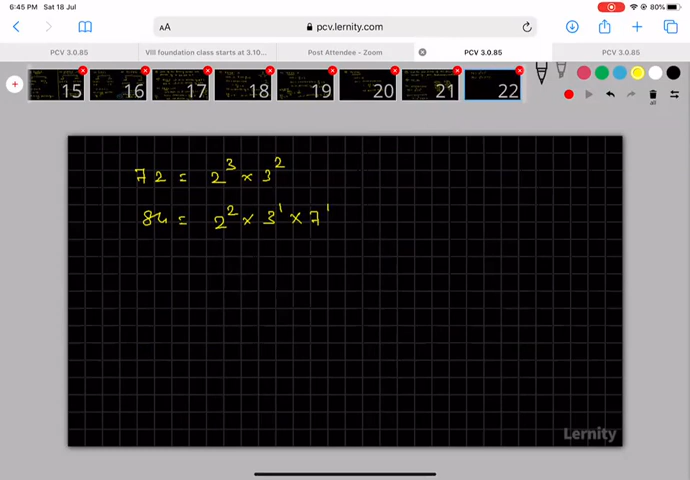 6:45 PM Sat 18 Jul 80%
AA pcv.lernity.com
PCV 3.0.85 VIII foundation class starts at 3.10... Post Attendee - Zoom PCV 3.0.85 PCV 3.0.85
15 16 17 18 19 20 21 22
all
72 = 2³ × 3²
84 = 2² × 3¹ × 7¹
Lernity